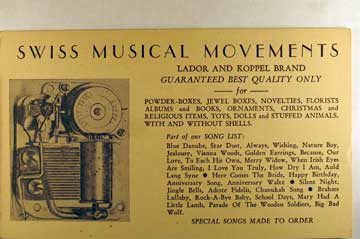 SWISS MUSICAL MOVEMENTS
LADOR AND KOPPEL BRAND
GUARANTEED BEST QUALITY ONLY
for
POWDER-BOXES, JEWEL BOXES, NOVELTIES, FLORISTS
ALBUMS and BOOKS, ORNAMENTS, CHRISTMAS and
RELIGIOUS ITEMS, TOYS, DOLLS and STUFFED ANIMALS,
WITH AND WITHOUT SHELLS.
Part of our SONG LIST:
Blue Danube, Star Dust, Always, Wishing, Nature Boy,
Jealousy, Vienna Woods, Golden Earrings, Because, Our
Love, To Each His Own, Merry Widow, When Irish Eyes
Are Smiling, I Love You Truly, How Dry I Am, Auld
Lang Syne ● Here Comes The Bride, Happy Birthday,
Anniversary Song, Anniversary Waltz ● Silent Night,
Jingle Bells, Adeste Fidelis, Chanukah Song ● Brahms
Lullaby, Rock-A-Bye Baby, School Days, Mary Had A
Little Lamb, Parade Of The Wooden Soldiers, Big Bad
Wolf.
SPECIAL SONGS MADE TO ORDER